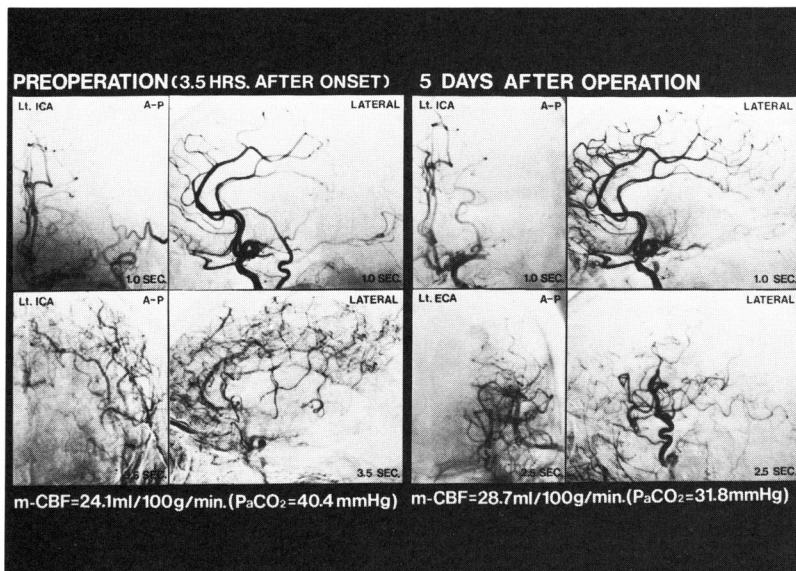 PREOPERATION (3.5 HRS. AFTER ONSET)
5 DAYS AFTER OPERATION
Lt. ICA A-P
LATERAL
Lt. ICA A-P
LATERAL
1.0 SEC.
1.0 SEC.
1.0 SEC.
1.0 SEC.
Lt. ICA A-P
LATERAL
Lt. ECA A-P
LATERAL
3.5 SEC.
3.5 SEC.
2.5 SEC.
2.5 SEC.
m-CBF=24.1ml/100g/min.(PaCO₂=40.4mmHg)
m-CBF=28.7ml/100g/min.(PaCO₂=31.8mmHg)